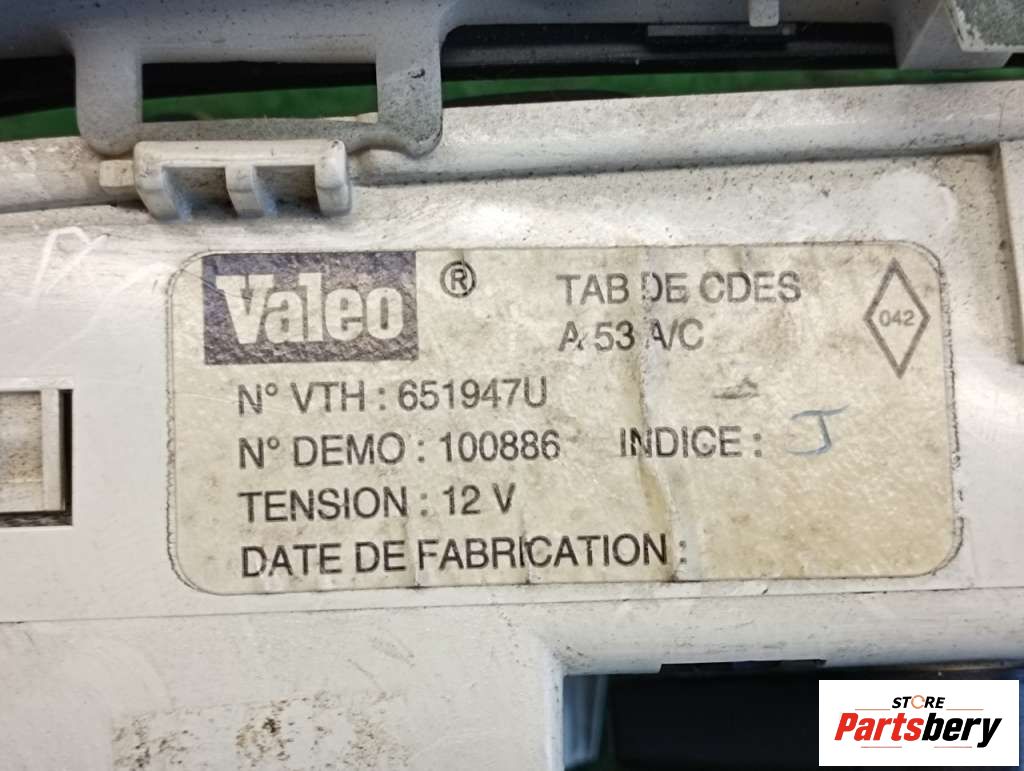 Valeo ® TAB DE CDES
A 53 A/C
042
N° VTH : 651947U
N° DEMO : 100886 INDICE : J
TENSION : 12 V
DATE DE FABRICATION :
STORE
Partsbery